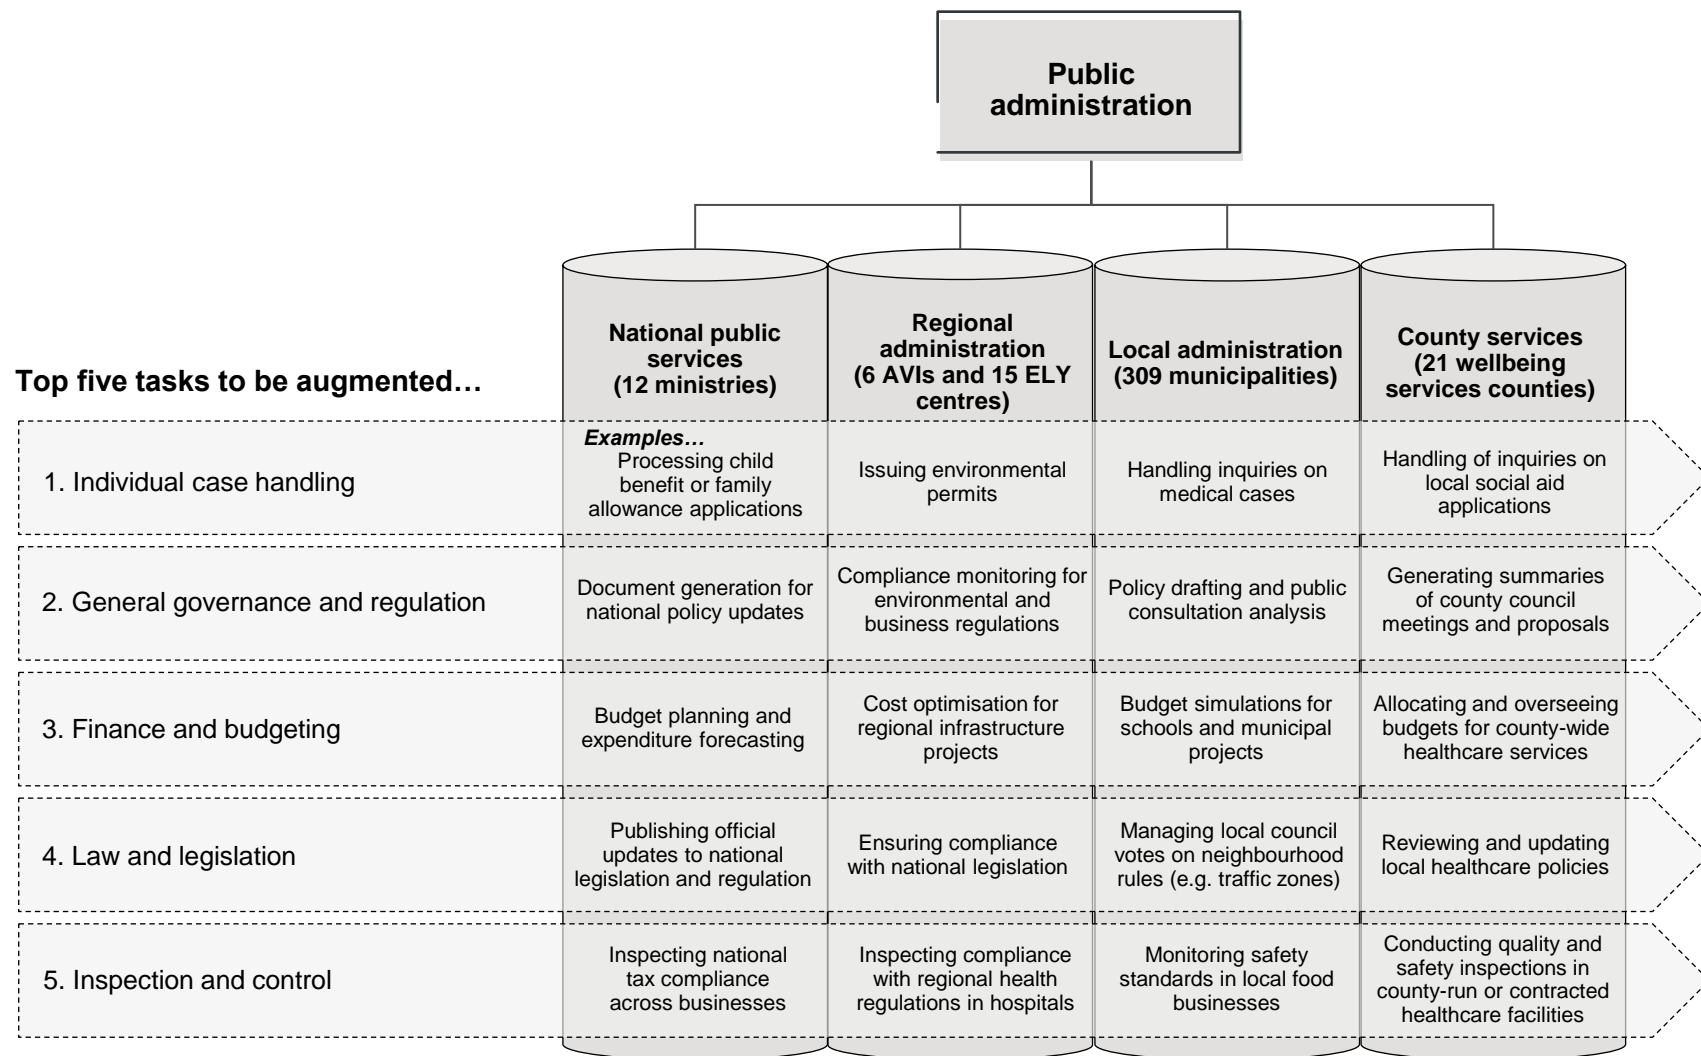 Public
administration
National public
services
(12 ministries)
Regional
administration
(6 AVIs and 15 ELY
centres)
Local administration
(309 municipalities)
County services
(21 wellbeing
services counties)
Top five tasks to be augmented…
1. Individual case handling
Examples…
Processing child
benefit or family
allowance applications
Issuing environmental
permits
Handling inquiries on
medical cases
Handling of inquiries on
local social aid
applications
2. General governance and regulation
Document generation for
national policy updates
Compliance monitoring for
environmental and
business regulations
Policy drafting and public
consultation analysis
Generating summaries
of county council
meetings and proposals
3. Finance and budgeting
Budget planning and
expenditure forecasting
Cost optimisation for
regional infrastructure
projects
Budget simulations for
schools and municipal
projects
Allocating and overseeing
budgets for county-wide
healthcare services
4. Law and legislation
Publishing official
updates to national
legislation and regulation
Ensuring compliance
with national legislation
Managing local council
votes on neighbourhood
rules (e.g. traffic zones)
Reviewing and updating
local healthcare policies
5. Inspection and control
Inspecting national
tax compliance
across businesses
Inspecting compliance
with regional health
regulations in hospitals
Monitoring safety
standards in local food
businesses
Conducting quality and
safety inspections in
county-run or contracted
healthcare facilities